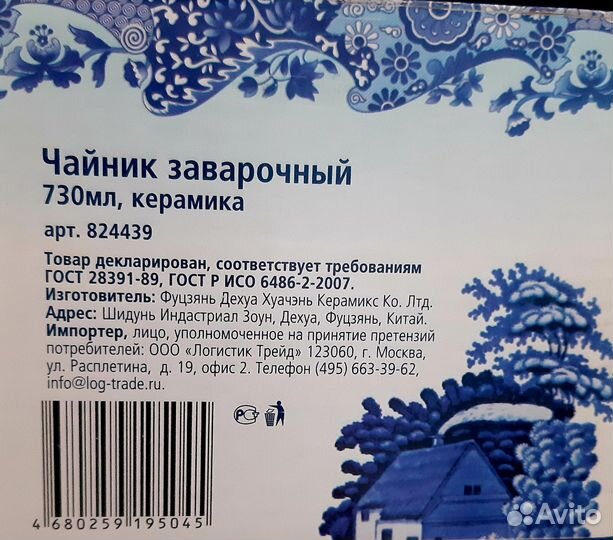 Чайник заварочный
730мл, керамика
арт. 824439
Товар декларирован, соответствует требованиям
ГОСТ 28391-89, ГОСТ Р ИСО 6486-2-2007.
Изготовитель: Фуцзянь Дехуа Хуачэнь Керамикс Ко. Лтд.
Адрес: Шидунь Индастриал Зоун, Дехуа, Фуцзянь, Китай.
Импортер, лицо, уполномоченное на принятие претензий
потребителей: ООО «Логистик Трейд» 123060, г. Москва,
ул. Расплетина, д. 19, офис 2. Телефон (495) 663-39-62,
info@log-trade.ru.
РСТ
4 680259 195045
Avito